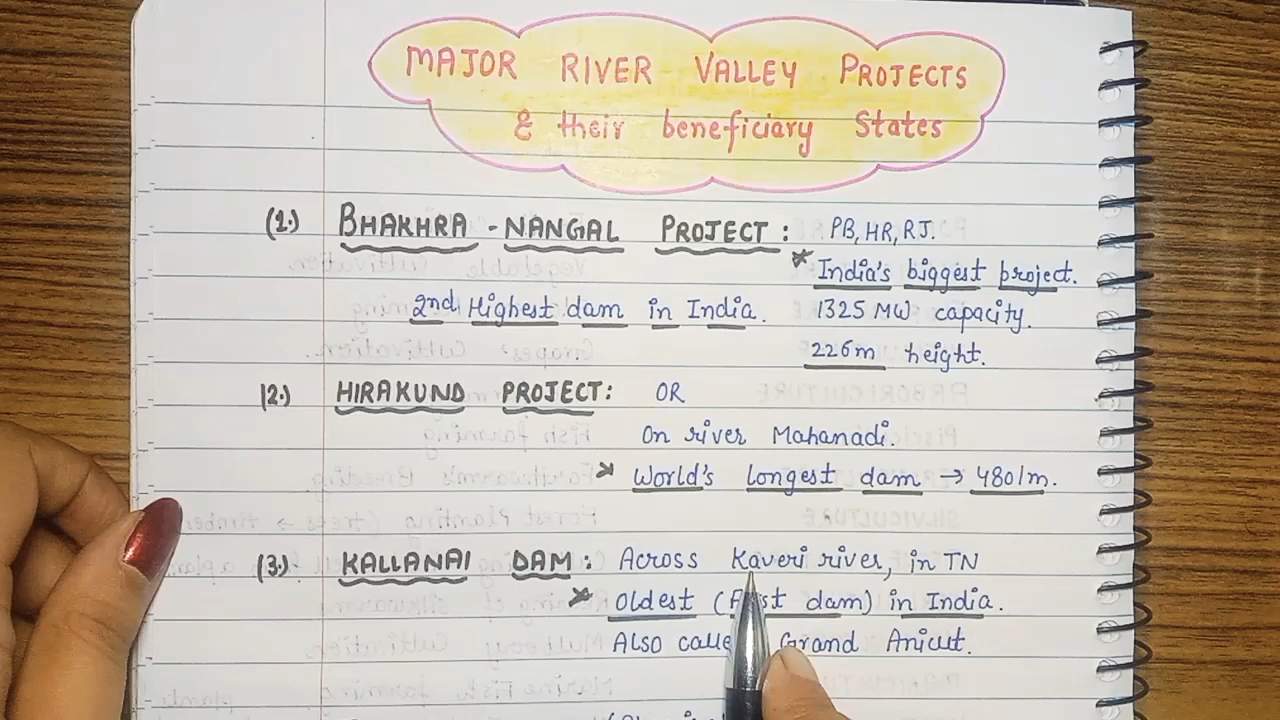 MAJOR RIVER VALLEY PROJECTS
& their beneficiary States
(1.) BHAKHRA - NANGAL PROJECT : PB, HR, RJ.
* India's biggest project.
2nd Highest dam in India. 1325 MW capacity.
226m height.
(2.) HIRAKUND PROJECT: OR
On river Mahanadi.
* World's longest dam → 4801m.
(3.) KALLANAI DAM: Across Kaveri river, in TN
* Oldest (First dam) in India.
Also calle Grand Anicut.